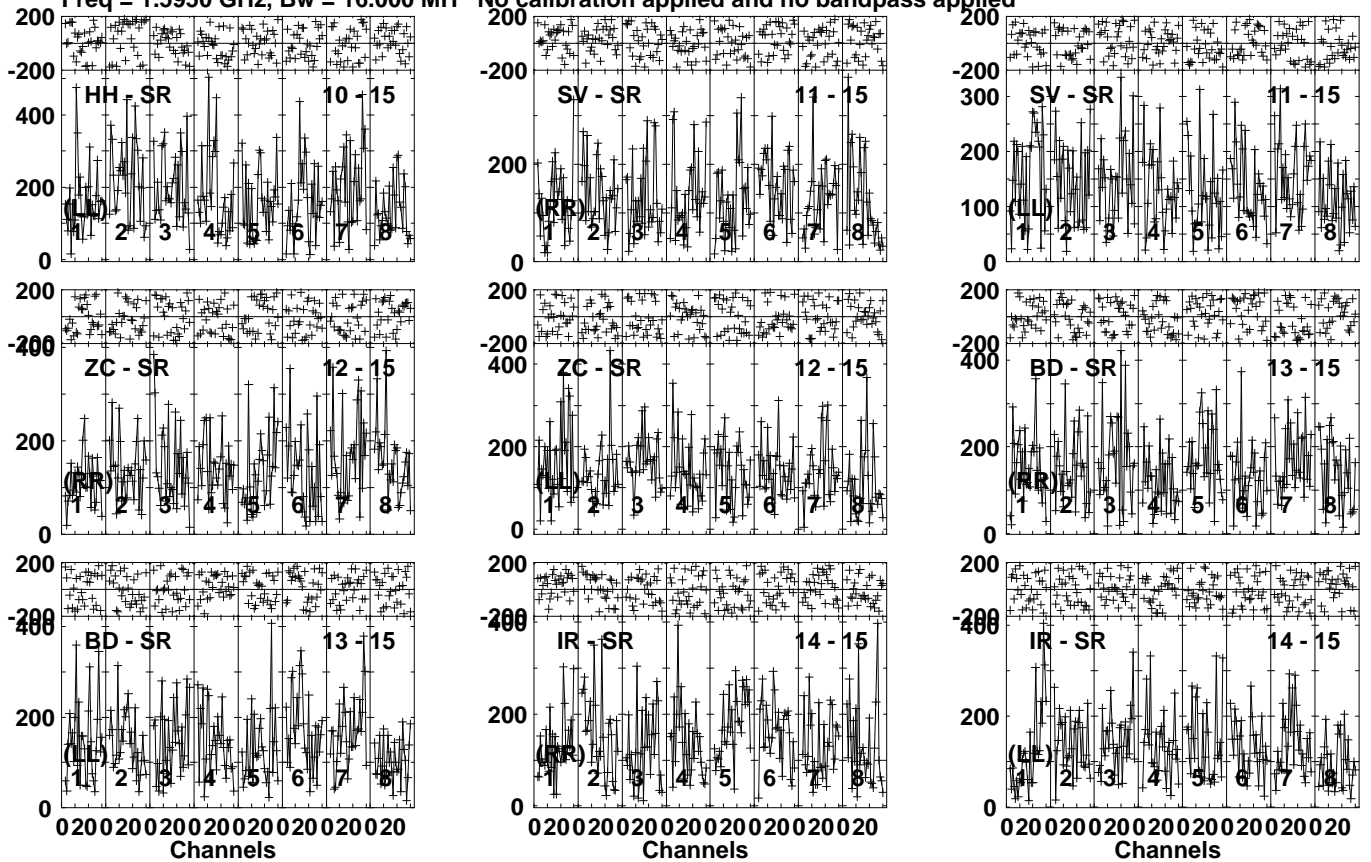 Freq = 1.5950 GHz, Bw = 16.000 MH No calibration applied and no bandpass applied
200 200 200
-200 -200 -200
HH - SR 10 - 15 SV - SR 11 - 15 SV - SR 11 - 15
400 300
200 200 200
(LL) (RR) (LL)
100
1 2 3 4 5 6 7 8 1 2 3 4 5 6 7 8 1 2 3 4 5 6 7 8
0 0 0
200 200 200
-200 -200 -200
400 400 400
ZC - SR 12 - 15 ZC - SR 12 - 15 BD - SR 13 - 15
200 200 200
(RR) (LL) (RR)
1 2 3 4 5 6 7 8 1 2 3 4 5 6 7 8 1 2 3 4 5 6 7 8
0 0 0
200 200 200
-200 -200 -200
400 400 400
BD - SR 13 - 15 IR - SR 14 - 15 IR - SR 14 - 15
200 200 200
(LL) (RR) (LL)
1 2 3 4 5 6 7 8 1 2 3 4 5 6 7 8 1 2 3 4 5 6 7 8
0 0 0
0 20 0 20 0 20 0 20 0 20 0 20 0 20 0 20 0 20 0 20 0 20 0 20 0 20 0 20 0 20 0 20 0 20 0 20 0 20 0 20 0 20 0 20 0 20 0 20
Channels Channels Channels